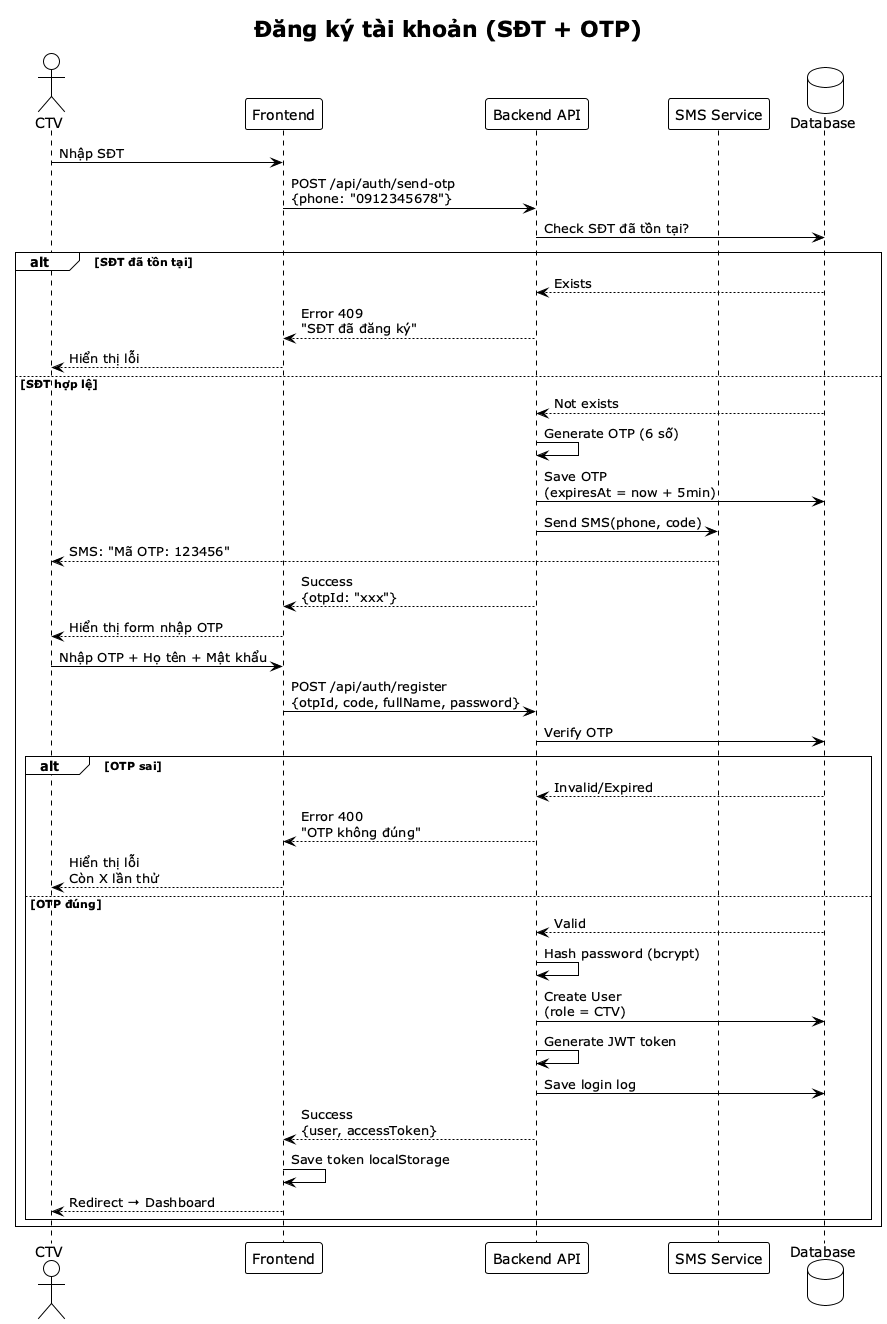 Đăng ký tài khoản (SĐT + OTP)
CTV
Frontend
Backend API
SMS Service
Database
Nhập SĐT
POST /api/auth/send-otp
{phone: "0912345678"}
Check SĐT đã tồn tại?
alt
[SĐT đã tồn tại]
Exists
Error 409
"SĐT đã đăng ký"
Hiển thị lỗi
[SĐT hợp lệ]
Not exists
Generate OTP (6 số)
Save OTP
(expiresAt = now + 5min)
Send SMS(phone, code)
SMS: "Mã OTP: 123456"
Success
{otpId: "xxx"}
Hiển thị form nhập OTP
Nhập OTP + Họ tên + Mật khẩu
POST /api/auth/register
{otpId, code, fullName, password}
Verify OTP
alt
[OTP sai]
Invalid/Expired
Error 400
"OTP không đúng"
Hiển thị lỗi
Còn X lần thử
[OTP đúng]
Valid
Hash password (bcrypt)
Create User
(role = CTV)
Generate JWT token
Save login log
Success
{user, accessToken}
Save token localStorage
Redirect → Dashboard
CTV
Frontend
Backend API
SMS Service
Database